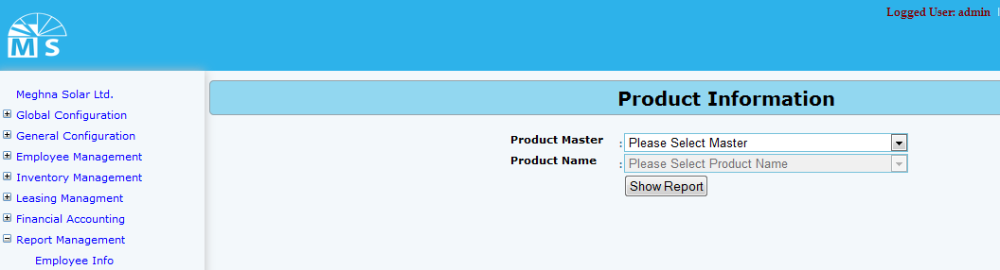 Logged User: admin
M S
Meghna Solar Ltd.
Global Configuration
General Configuration
Employee Management
Inventory Management
Leasing Managment
Financial Accounting
Report Management
Employee Info
Product Information
Product Master : Please Select Master
Product Name : Please Select Product Name
Show Report